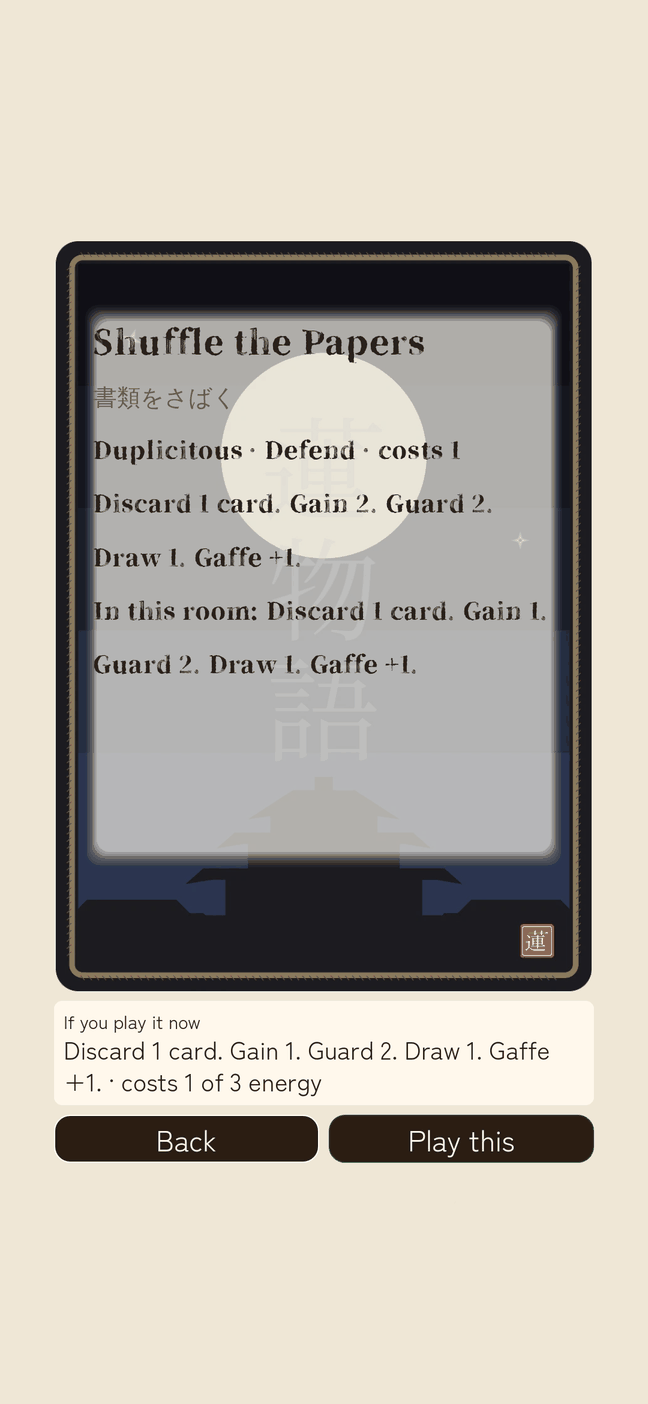 Shuffle the Papers
書類をさばく
Duplicitous · Defend · costs 1
Discard 1 card. Gain 2. Guard 2.
Draw 1. Gaffe +1.
In this room: Discard 1 card. Gain 1.
Guard 2. Draw 1. Gaffe +1.
蓮
物
語
蓮
If you play it now
Discard 1 card. Gain 1. Guard 2. Draw 1. Gaffe
+1. · costs 1 of 3 energy
Back
Play this